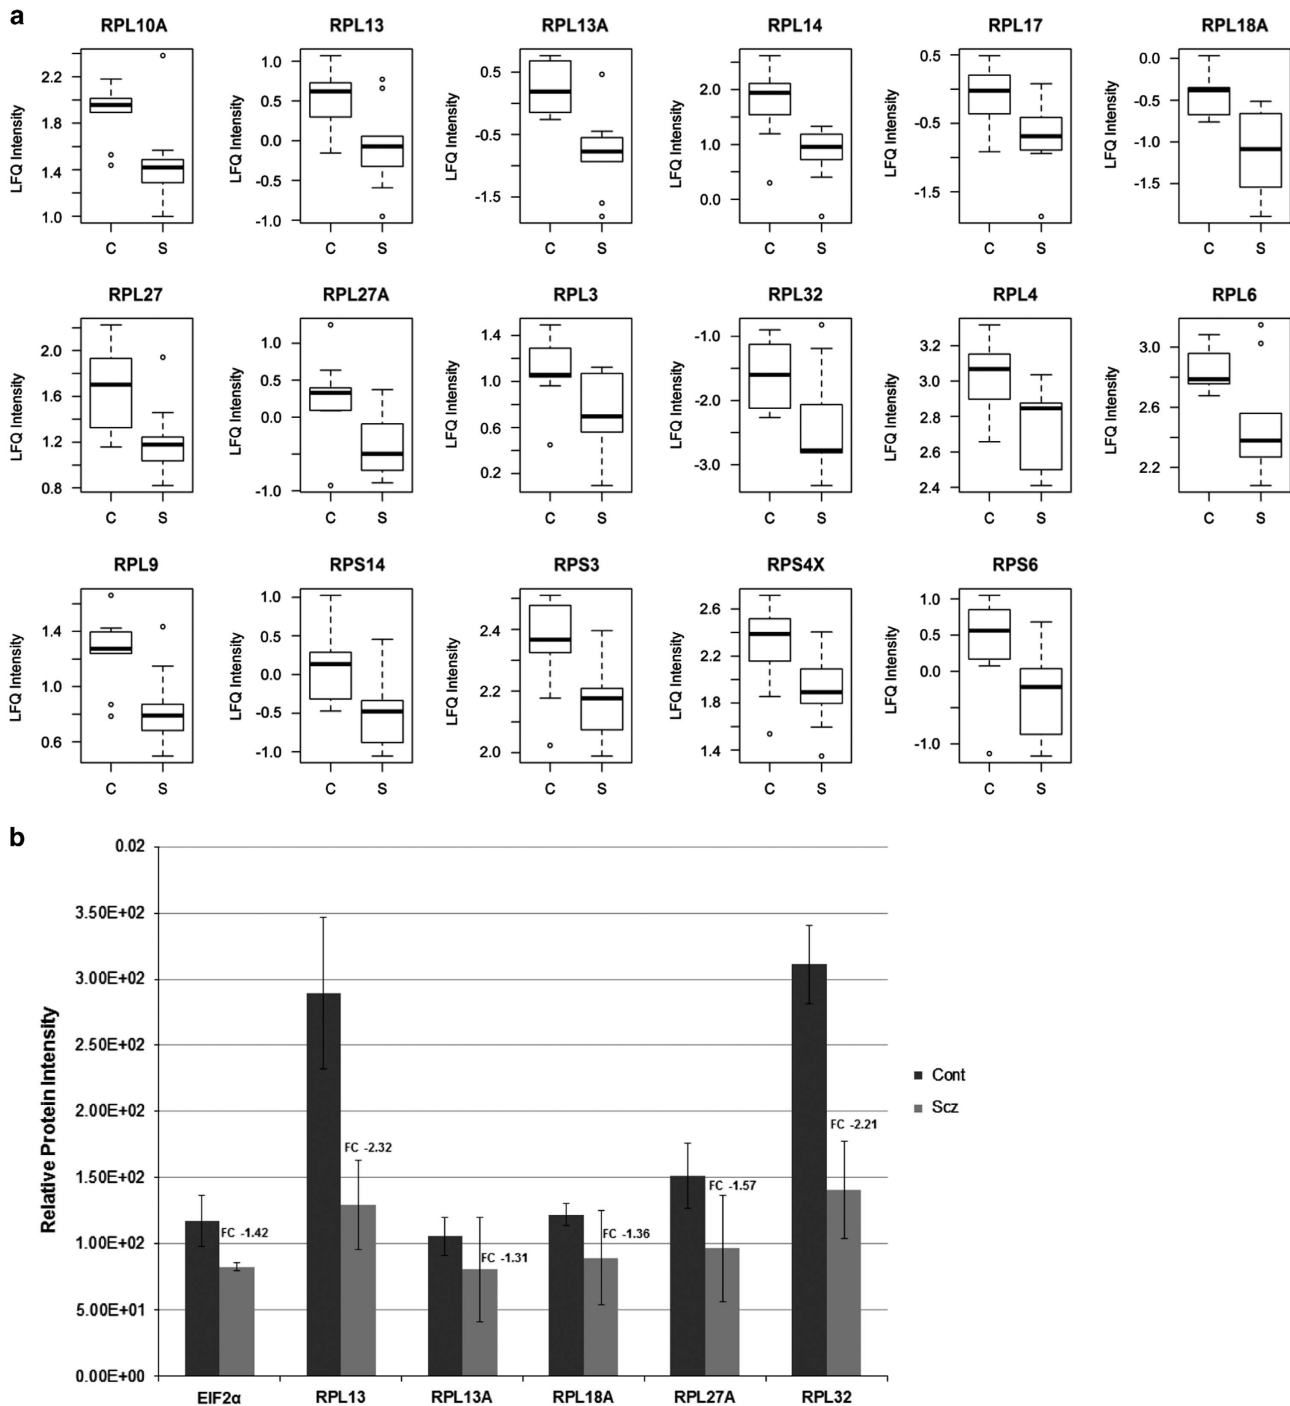 a
RPL10A
RPL13
RPL13A
RPL14
RPL17
RPL18A
LFQ Intensity
2.2
1.8
1.4
1.0
C
S
LFQ Intensity
1.0
0.5
0.0
-0.5
-1.0
C
S
LFQ Intensity
0.5
-0.5
-1.5
C
S
LFQ Intensity
2.0
1.0
0.0
C
S
LFQ Intensity
0.5
-0.5
-1.5
C
S
LFQ Intensity
0.0
-0.5
-1.0
-1.5
C
S
RPL27
RPL27A
RPL3
RPL32
RPL4
RPL6
LFQ Intensity
2.0
1.6
1.2
0.8
C
S
LFQ Intensity
1.0
0.5
0.0
-1.0
C
S
LFQ Intensity
1.4
1.0
0.6
0.2
C
S
LFQ Intensity
-1.0
-2.0
-3.0
C
S
LFQ Intensity
3.2
3.0
2.8
2.6
2.4
C
S
LFQ Intensity
3.0
2.6
2.2
C
S
RPL9
RPS14
RPS3
RPS4X
RPS6
LFQ Intensity
1.4
1.0
0.6
C
S
LFQ Intensity
1.0
0.5
0.0
-0.5
-1.0
C
S
LFQ Intensity
2.4
2.2
2.0
C
S
LFQ Intensity
2.6
2.2
1.8
1.4
C
S
LFQ Intensity
1.0
0.5
0.0
-1.0
C
S
b
Relative Protein Intensity
0.02
3.50E+02
3.00E+02
2.50E+02
2.00E+02
1.50E+02
1.00E+02
5.00E+01
0.00E+00
FC -1.42
FC -2.32
FC -1.31
FC -1.36
FC -1.57
FC -2.21
Cont
Scz
EIF2α
RPL13
RPL13A
RPL18A
RPL27A
RPL32